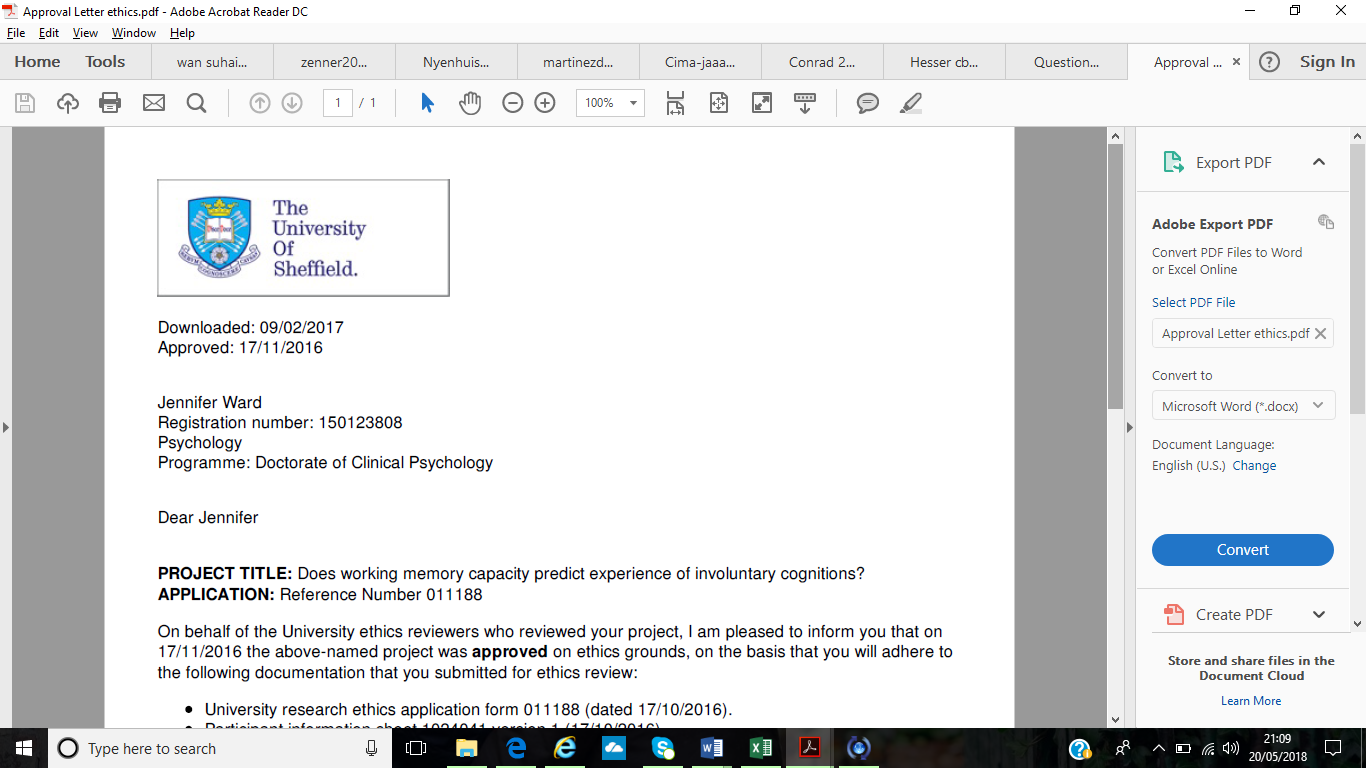 Approval Letter ethics.pdf - Adobe Acrobat Reader DC
File Edit View Window Help
Home Tools wan suhai... zenner20... Nyenhuis... martinezd... Cima-jaaa... Conrad 2... Hesser cb... Question... Approval ... Sign In
1 / 1 100%
The
University
Of
Sheffield.
Downloaded: 09/02/2017
Approved: 17/11/2016
Jennifer Ward
Registration number: 150123808
Psychology
Programme: Doctorate of Clinical Psychology
Dear Jennifer
PROJECT TITLE: Does working memory capacity predict experience of involuntary cognitions?
APPLICATION: Reference Number 011188
On behalf of the University ethics reviewers who reviewed your project, I am pleased to inform you that on
17/11/2016 the above-named project was approved on ethics grounds, on the basis that you will adhere to
the following documentation that you submitted for ethics review:
University research ethics application form 011188 (dated 17/10/2016).
Participant information sheet 1024041 version 1 (17/10/2016).
Export PDF
Adobe Export PDF
Convert PDF Files to Word
or Excel Online
Select PDF File
Approval Letter ethics.pdf
Convert to
Microsoft Word (*.docx)
Document Language:
English (U.S.) Change
Convert
Create PDF
Store and share files in the
Document Cloud
Learn More
Type here to search
21:09
20/05/2018